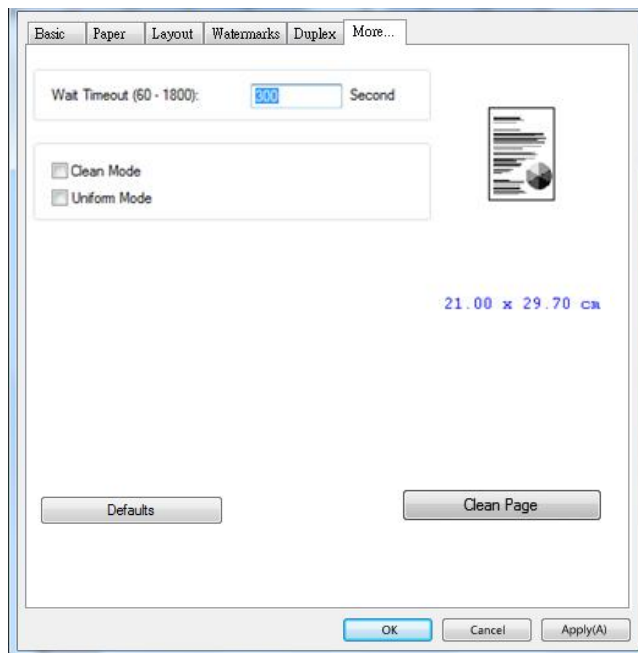 Basic Paper Layout Watermarks Duplex More...
Wait Timeout (60 - 1800): 300 Second
Clean Mode
Uniform Mode
21.00 x 29.70 cm
Defaults Clean Page
OK Cancel Apply(A)